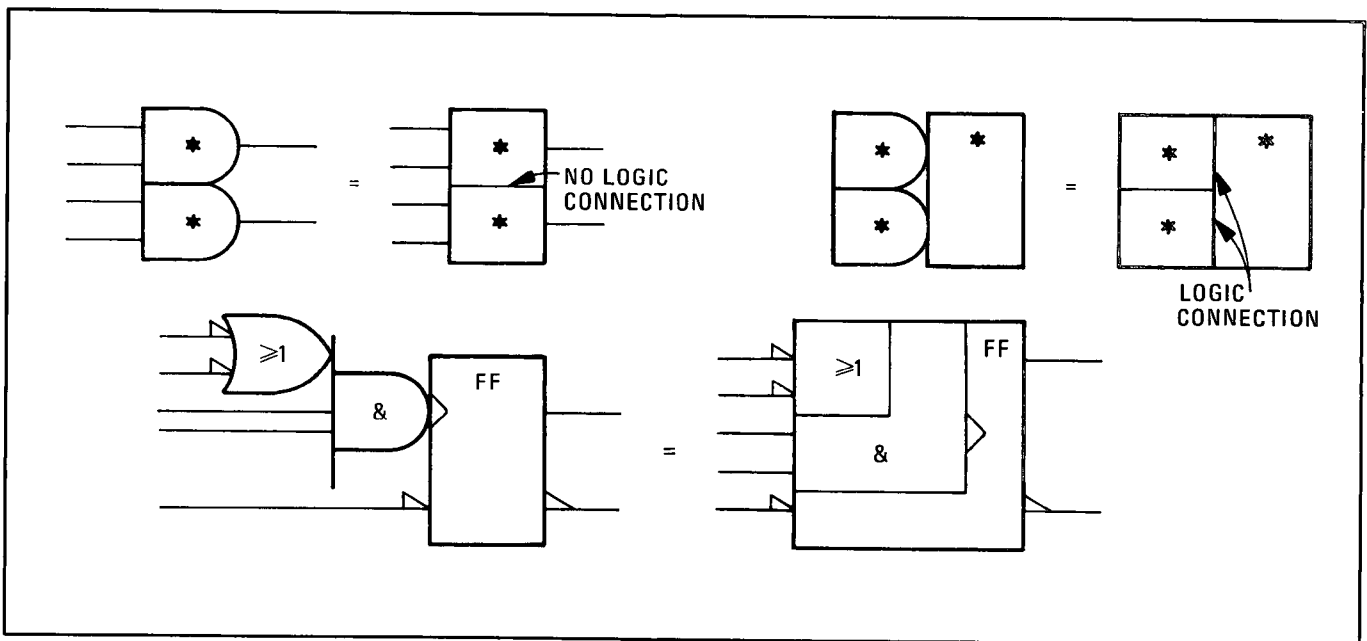 * = * NO LOGIC CONNECTION
* *
* * = * *
* *
LOGIC CONNECTION
≥1 & FF
=
≥1 & FF